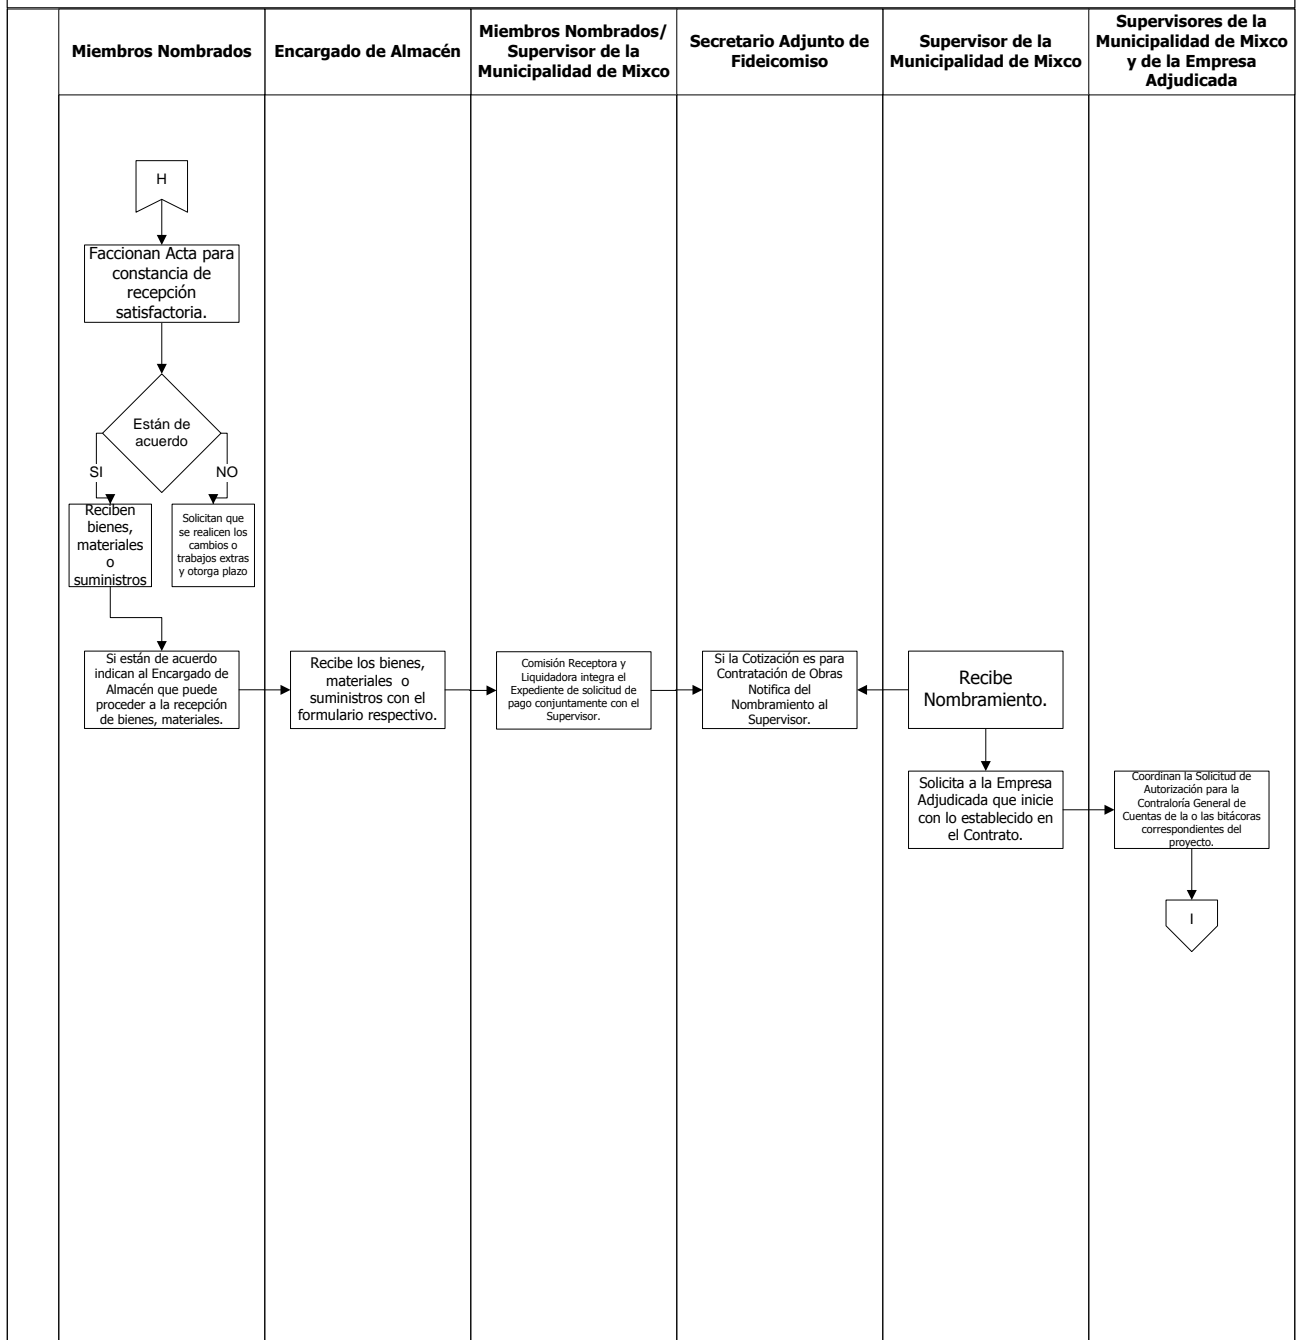 Miembros Nombrados
Encargado de Almacén
Miembros Nombrados/
Supervisor de la
Municipalidad de Mixco
Secretario Adjunto de
Fideicomiso
Supervisor de la
Municipalidad de Mixco
Supervisores de la
Municipalidad de Mixco
y de la Empresa
Adjudicada
H
Faccionan Acta para
constancia de
recepción
satisfactoria.
Están de
acuerdo
SI
NO
Reciben
bienes,
materiales
o
suministros
Solicitan que
se realicen los
cambios o
trabajos extras
y otorga plazo
Si están de acuerdo
indican al Encargado de
Almacén que puede
proceder a la recepción
de bienes, materiales.
Recibe los bienes,
materiales o
suministros con el
formulario respectivo.
Comisión Receptora y
Liquidadora integra el
Expediente de solicitud de
pago conjuntamente con el
Supervisor.
Si la Cotización es para
Contratación de Obras
Notifica del
Nombramiento al
Supervisor.
Recibe
Nombramiento.
Solicita a la Empresa
Adjudicada que inicie
con lo establecido en
el Contrato.
Coordinan la Solicitud de
Autorización para la
Contraloría General de
Cuentas de la o las bitácoras
correspondientes del
proyecto.
I